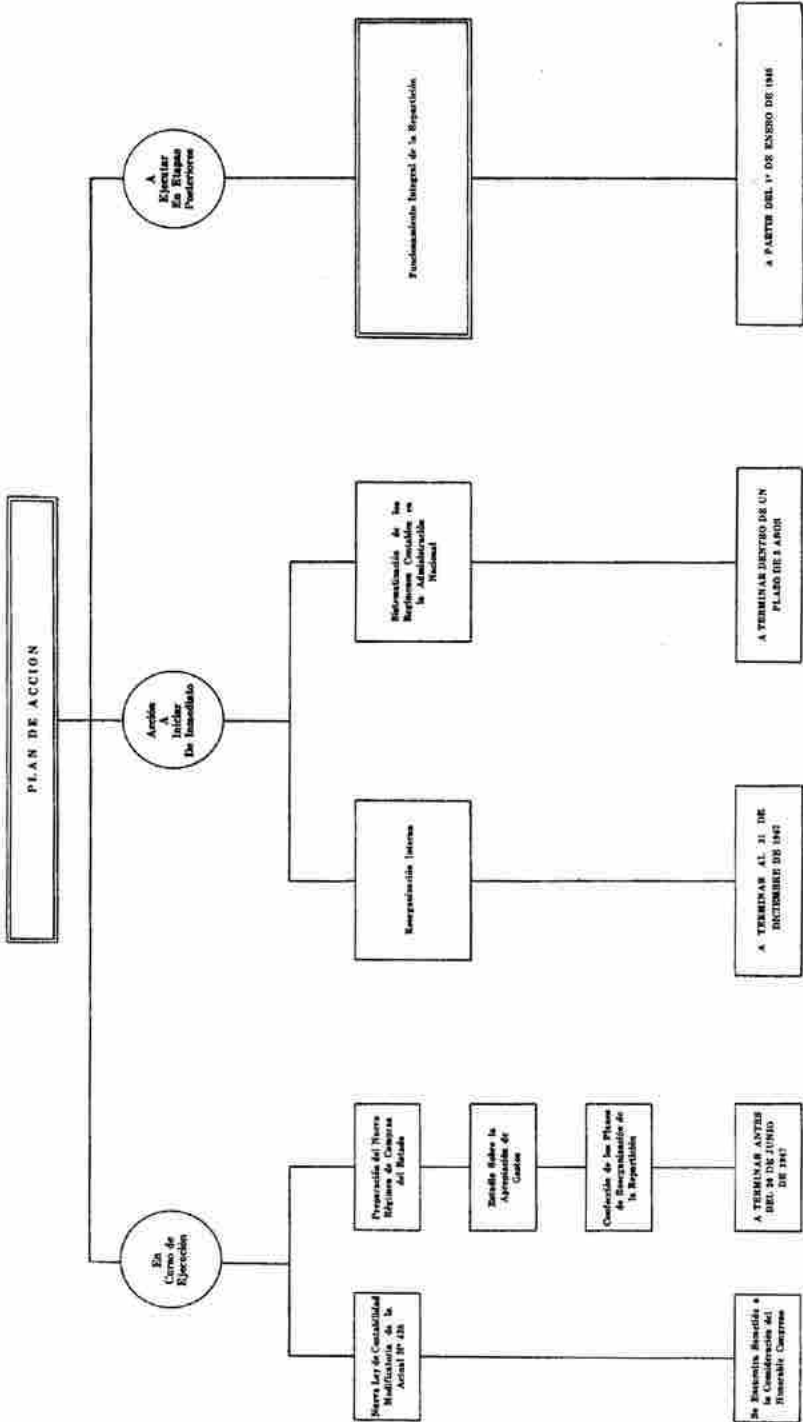 PLAN DE ACCION
En
Curso de
Ejecución
Nueva Ley de Contabilidad
Modificatoria de la
Actual Nº 428
Se Encuentra Sometida a
la Consideración del
Honorable Congreso
Preparación del Nuevo
Régimen de Compras
del Estado
Estudio Sobre la
Apropiación de
Gastos
Confección de los Planes
de Reorganización de
la Repartición
A TERMINAR ANTES
DEL 30 DE JUNIO
DE 1947
Acción
A
Iniciar
De Inmediato
Reorganización Interna
A TERMINAR AL 31 DE
DICIEMBRE DE 1947
Sistematización de los
Regímenes Contables en
la Administración
Nacional
A TERMINAR DENTRO DE UN
PLAZO DE AÑOS
A
Ejecutar
En Etapas
Posteriores
Funcionamiento Integral de la Repartición
A PARTIR DEL 1º DE ENERO DE